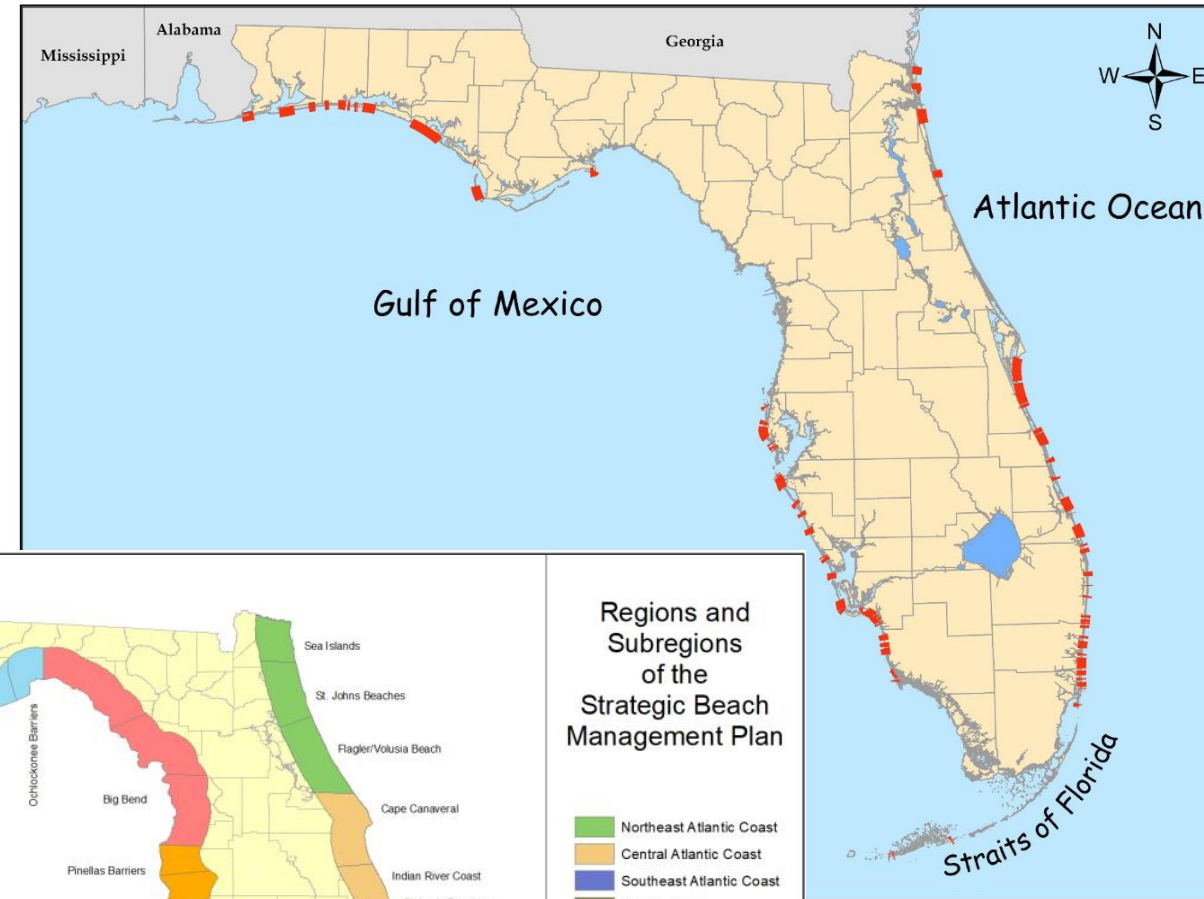 Mississippi
Alabama
Georgia
N
W
E
S
Atlantic Ocean
Gulf of Mexico
Straits of Florida
Ochlockonee Barriers
Big Bend
Pinellas Barriers
Sea Islands
St. Johns Beaches
Flagler/Volusia Beach
Cape Canaveral
Indian River Coast
Regions and
Subregions
of the
Strategic Beach
Management Plan
Northeast Atlantic Coast
Central Atlantic Coast
Southeast Atlantic Coast